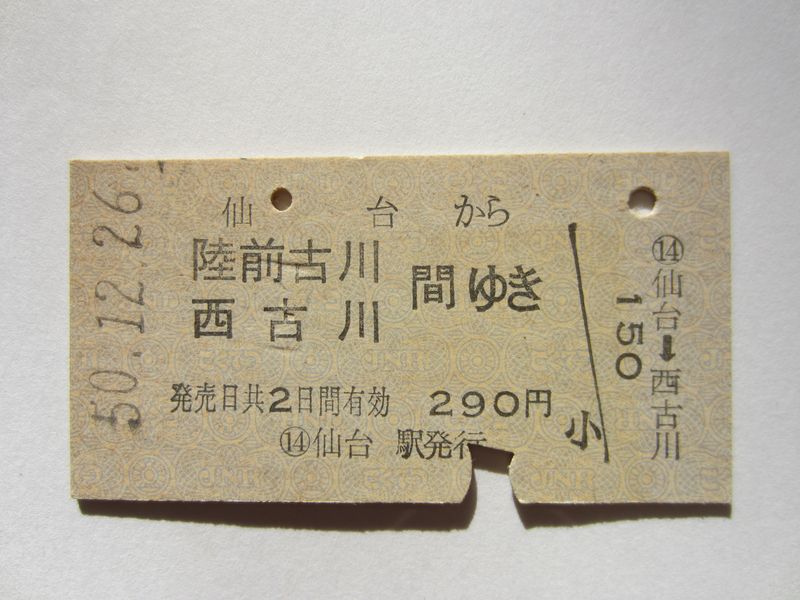 50.12.26
仙台から
陸前古川
西古川
間ゆき
発売日共2日間有効 290円
⑭仙台 駅発行
小
150
⑭仙台➡西古川